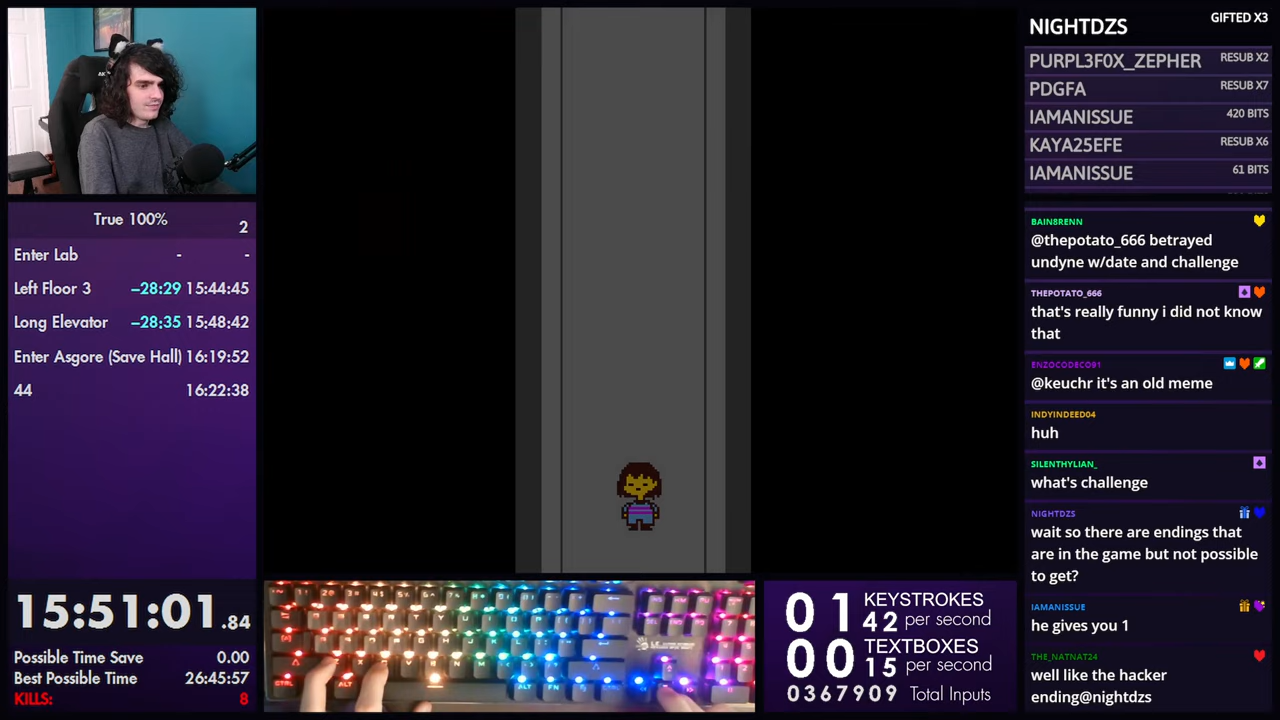 True 100%
2
Enter Lab - -
Left Floor 3 −28:29 15:44:45
Long Elevator −28:35 15:48:42
Enter Asgore (Save Hall) 16:19:52
44 16:22:38
15:51:01.84
Possible Time Save 0.00
Best Possible Time 26:45:57
KILLS: 8
01 42 KEYSTROKES per second
00 15 TEXTBOXES per second
0367909 Total Inputs
NIGHTDZS GIFTED X3
PURPL3F0X_ZEPHER RESUB X2
PDGFA RESUB X7
IAMANISSUE 420 BITS
KAYA25EFE RESUB X6
IAMANISSUE 61 BITS
BAIN8RENN
@thepotato_666 betrayed
undyne w/date and challenge
THEPOTATO_666
that's really funny i did not know
that
ENZOCODECO91
@keuchr it's an old meme
INDYINDEED04
huh
SILENTHYLIAN_
what's challenge
NIGHTDZS
wait so there are endings that
are in the game but not possible
to get?
IAMANISSUE
he gives you 1
THE_NATNAT24
well like the hacker
ending@nightdzs